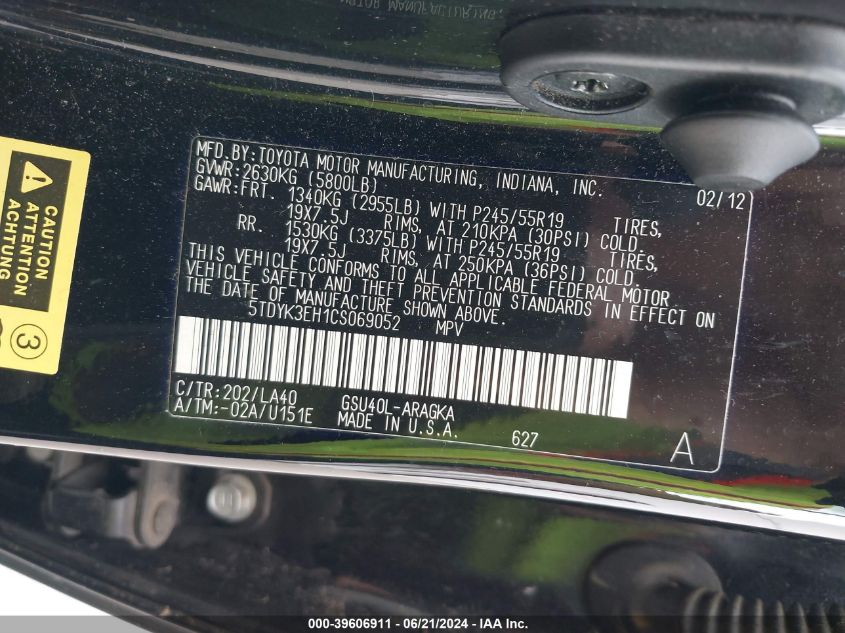 MFD.BY:TOYOTA MOTOR MANUFACTURING, INDIANA, INC. 02/12
GVWR:2630KG (5800LB)
GAWR:FRT. 1340KG (2955LB) WITH P245/55R19 TIRES,
19X7.5J RIMS, AT 210KPA (30PSI) COLD.
RR. 1530KG (3375LB) WITH P245/55R19 TIRES,
19X7.5J RIMS, AT 250KPA (36PSI) COLD.
THIS VEHICLE CONFORMS TO ALL APPLICABLE FEDERAL MOTOR
VEHICLE SAFETY AND THEFT PREVENTION STANDARDS IN EFFECT ON
THE DATE OF MANUFACTURE SHOWN ABOVE.
5TDYK3EH1CS069052 MPV
C/TR:202/LA40 GSU40L-ARAGKA
A/TM:-02A/U151E MADE IN U.S.A. 627 A
CAUTION
ATTENTION
ACHTUNG
3
000-39606911 - 06/21/2024 - IAA Inc.